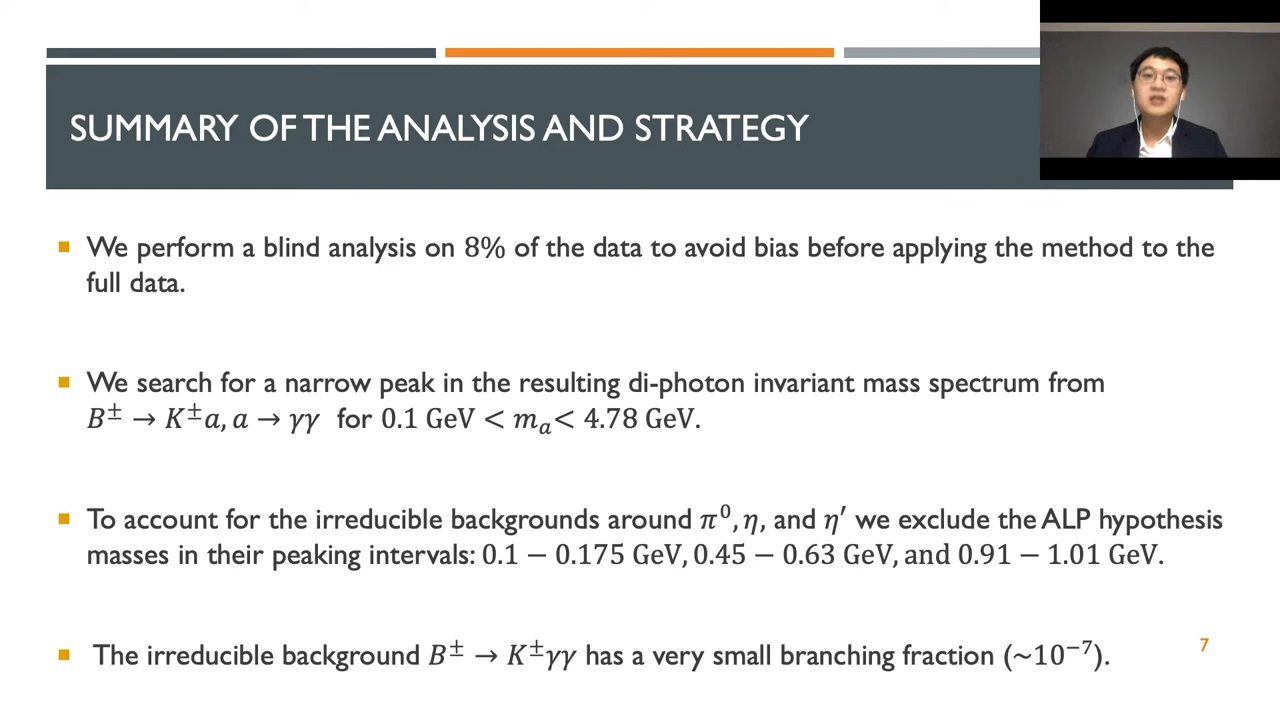 SUMMARY OF THE ANALYSIS AND STRATEGY
■ We perform a blind analysis on 8% of the data to avoid bias before applying the method to the
full data.
■ We search for a narrow peak in the resulting di-photon invariant mass spectrum from
B± → K±a, a → γγ for 0.1 GeV < mₐ < 4.78 GeV.
■ To account for the irreducible backgrounds around π⁰, η, and η′ we exclude the ALP hypothesis
masses in their peaking intervals: 0.1 − 0.175 GeV, 0.45 − 0.63 GeV, and 0.91 − 1.01 GeV.
■ The irreducible background B± → K±γγ has a very small branching fraction (~10⁻⁷).
7